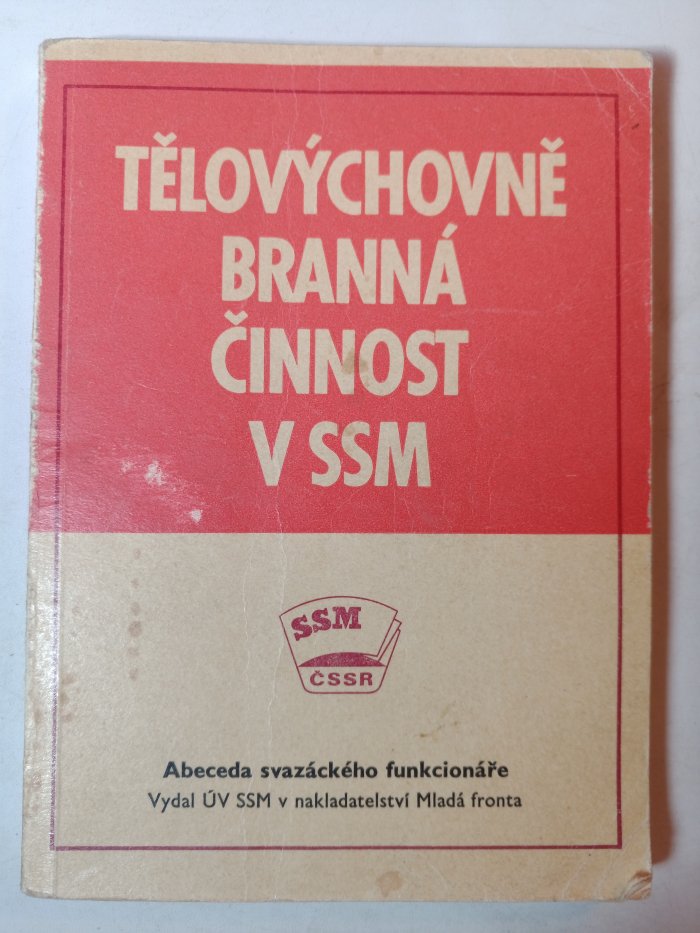 TĚLOVÝCHOVNĚ
BRANNÁ
ČINNOST
V SSM
SSM
ČSSR
Abeceda svazáckého funkcionáře
Vydal ÚV SSM v nakladatelství Mladá fronta